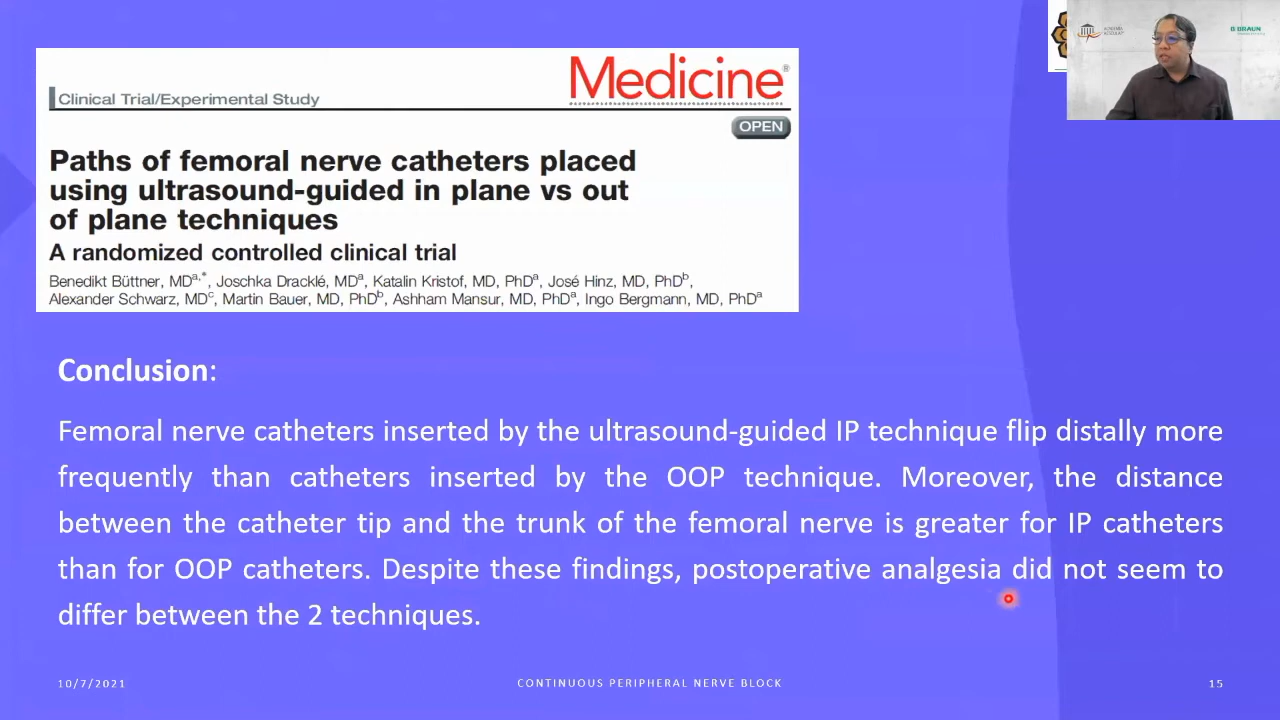 Clinical Trial/Experimental Study
Medicine®
OPEN
Paths of femoral nerve catheters placed
using ultrasound-guided in plane vs out
of plane techniques
A randomized controlled clinical trial
Benedikt Büttner, MDa,*, Joschka Dracklé, MDa, Katalin Kristof, MD, PhDa, José Hinz, MD, PhDb,
Alexander Schwarz, MDc, Martin Bauer, MD, PhDb, Ashham Mansur, MD, PhDa, Ingo Bergmann, MD, PhDa
B BRAUN
Conclusion:
Femoral nerve catheters inserted by the ultrasound-guided IP technique flip distally more
frequently than catheters inserted by the OOP technique. Moreover, the distance
between the catheter tip and the trunk of the femoral nerve is greater for IP catheters
than for OOP catheters. Despite these findings, postoperative analgesia did not seem to
differ between the 2 techniques.
10/7/2021
CONTINUOUS PERIPHERAL NERVE BLOCK
15